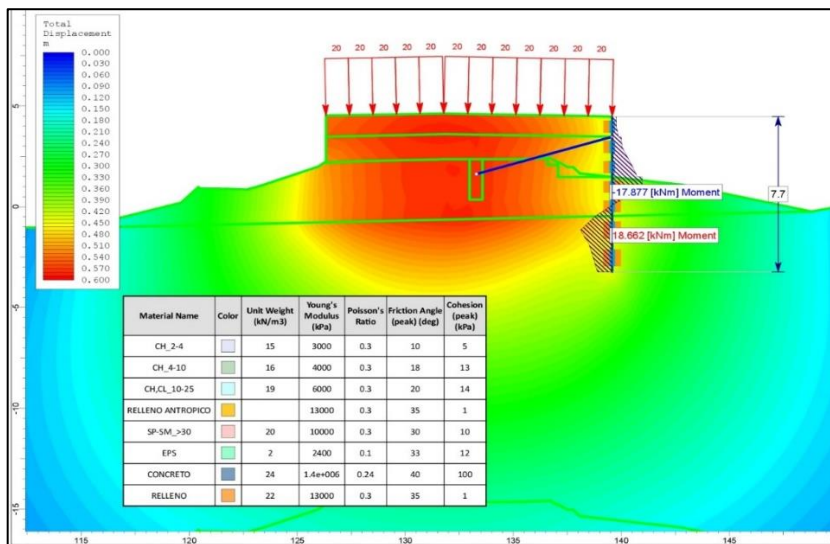 Total
Displacement
m
0.000
0.030
0.060
0.090
0.120
0.150
0.180
0.210
0.240
0.270
0.300
0.330
0.360
0.390
0.420
0.450
0.480
0.510
0.540
0.570
0.600
20 20 20 20 20 20 20 20 20 20 20 20
-17.877 [kNm] Moment
7.7
18.662 [kNm] Moment
Material Name Color Unit Weight (kN/m3) Young's Modulus (kPa) Poisson's Ratio Friction Angle (peak) (deg) Cohesion (peak) (kPa)
CH_2-4 15 3000 0.3 10 5
CH_4-10 16 4000 0.3 18 13
CH,CL_10-25 19 6000 0.3 20 14
RELLENO ANTROPICO 13000 0.3 35 1
SP-SM_>30 20 10000 0.3 30 10
EPS 2 2400 0.1 33 12
CONCRETO 24 1.4e+006 0.24 40 100
RELLENO 22 13000 0.3 35 1
5
0
-5
-10
-15
115 120 125 130 135 140 145